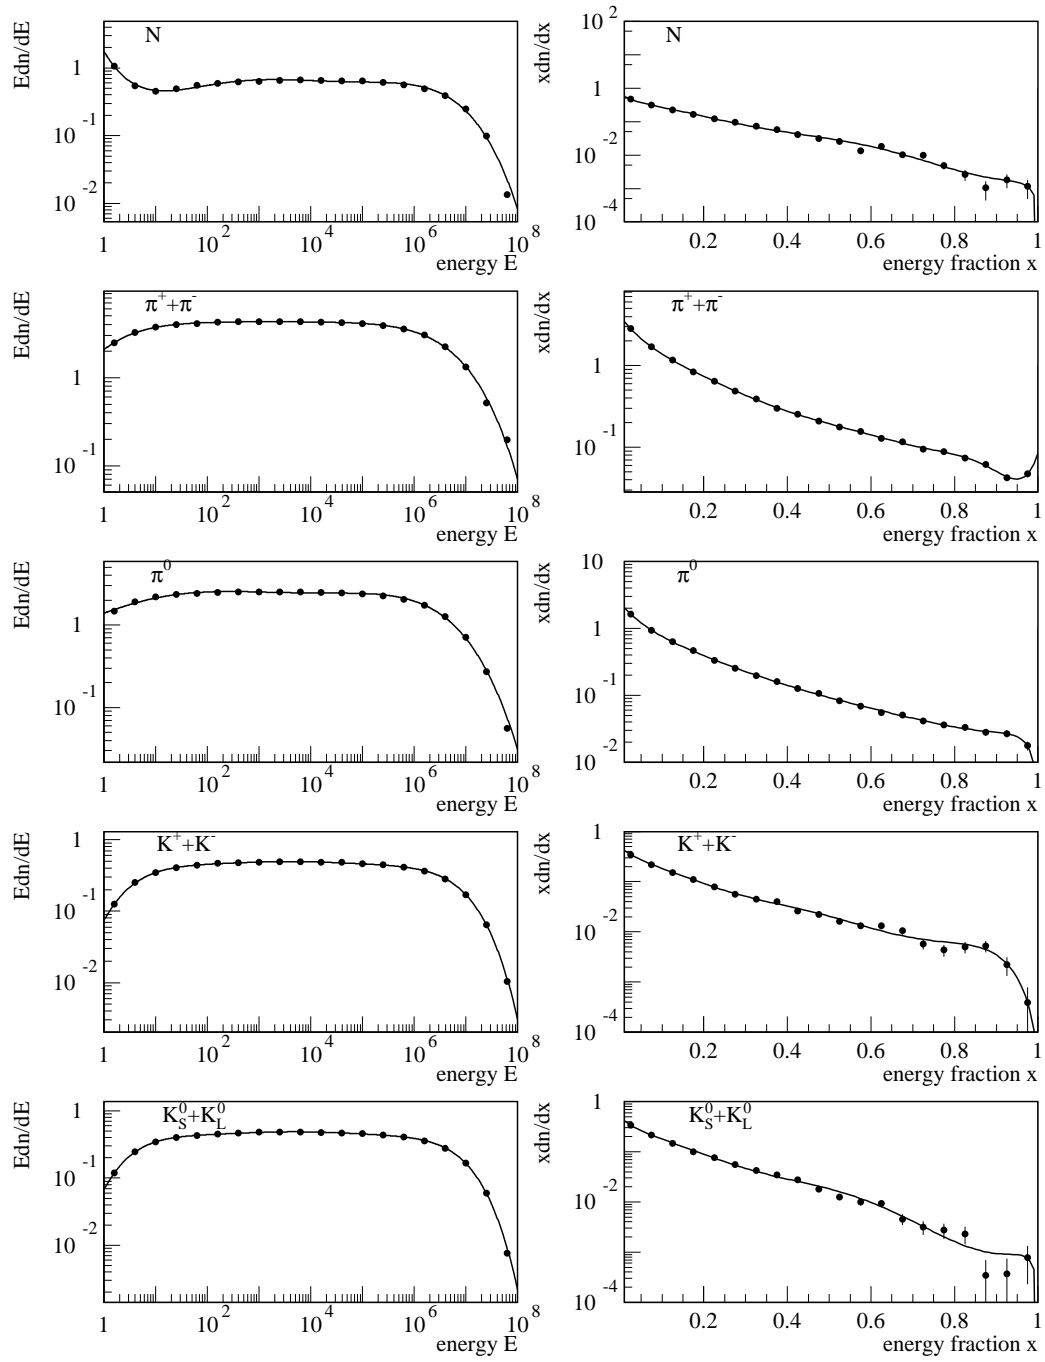 Edn/dE
N
1
10 -1
10 -2
1 10 2 10 4 10 6 10 8
energy E
xdn/dx
10 2
N
1
10 -2
10 -4
0.2 0.4 0.6 0.8 1
energy fraction x
Edn/dE
π+ +π-
1
10 -1
1 10 2 10 4 10 6 10 8
energy E
xdn/dx
π+ +π-
1
10 -1
0.2 0.4 0.6 0.8 1
energy fraction x
Edn/dE
π0
1
10 -1
1 10 2 10 4 10 6 10 8
energy E
xdn/dx
10
π0
1
10 -1
10 -2
0.2 0.4 0.6 0.8 1
energy fraction x
Edn/dE
K+ +K-
1
10 -1
10 -2
1 10 2 10 4 10 6 10 8
energy E
xdn/dx
1
K+ +K-
10 -2
10 -4
0.2 0.4 0.6 0.8 1
energy fraction x
Edn/dE
K0S+K0L
1
10 -1
10 -2
1 10 2 10 4 10 6 10 8
energy E
xdn/dx
1
K0S+K0L
10 -2
10 -4
0.2 0.4 0.6 0.8 1
energy fraction x